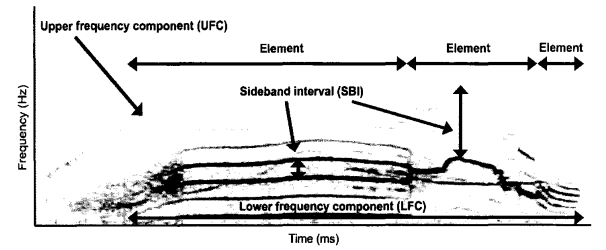 Upper frequency component (UFC)
Element Element Element
Sideband interval (SBI)
Frequency (Hz)
Lower frequency component (LFC)
Time (ms)